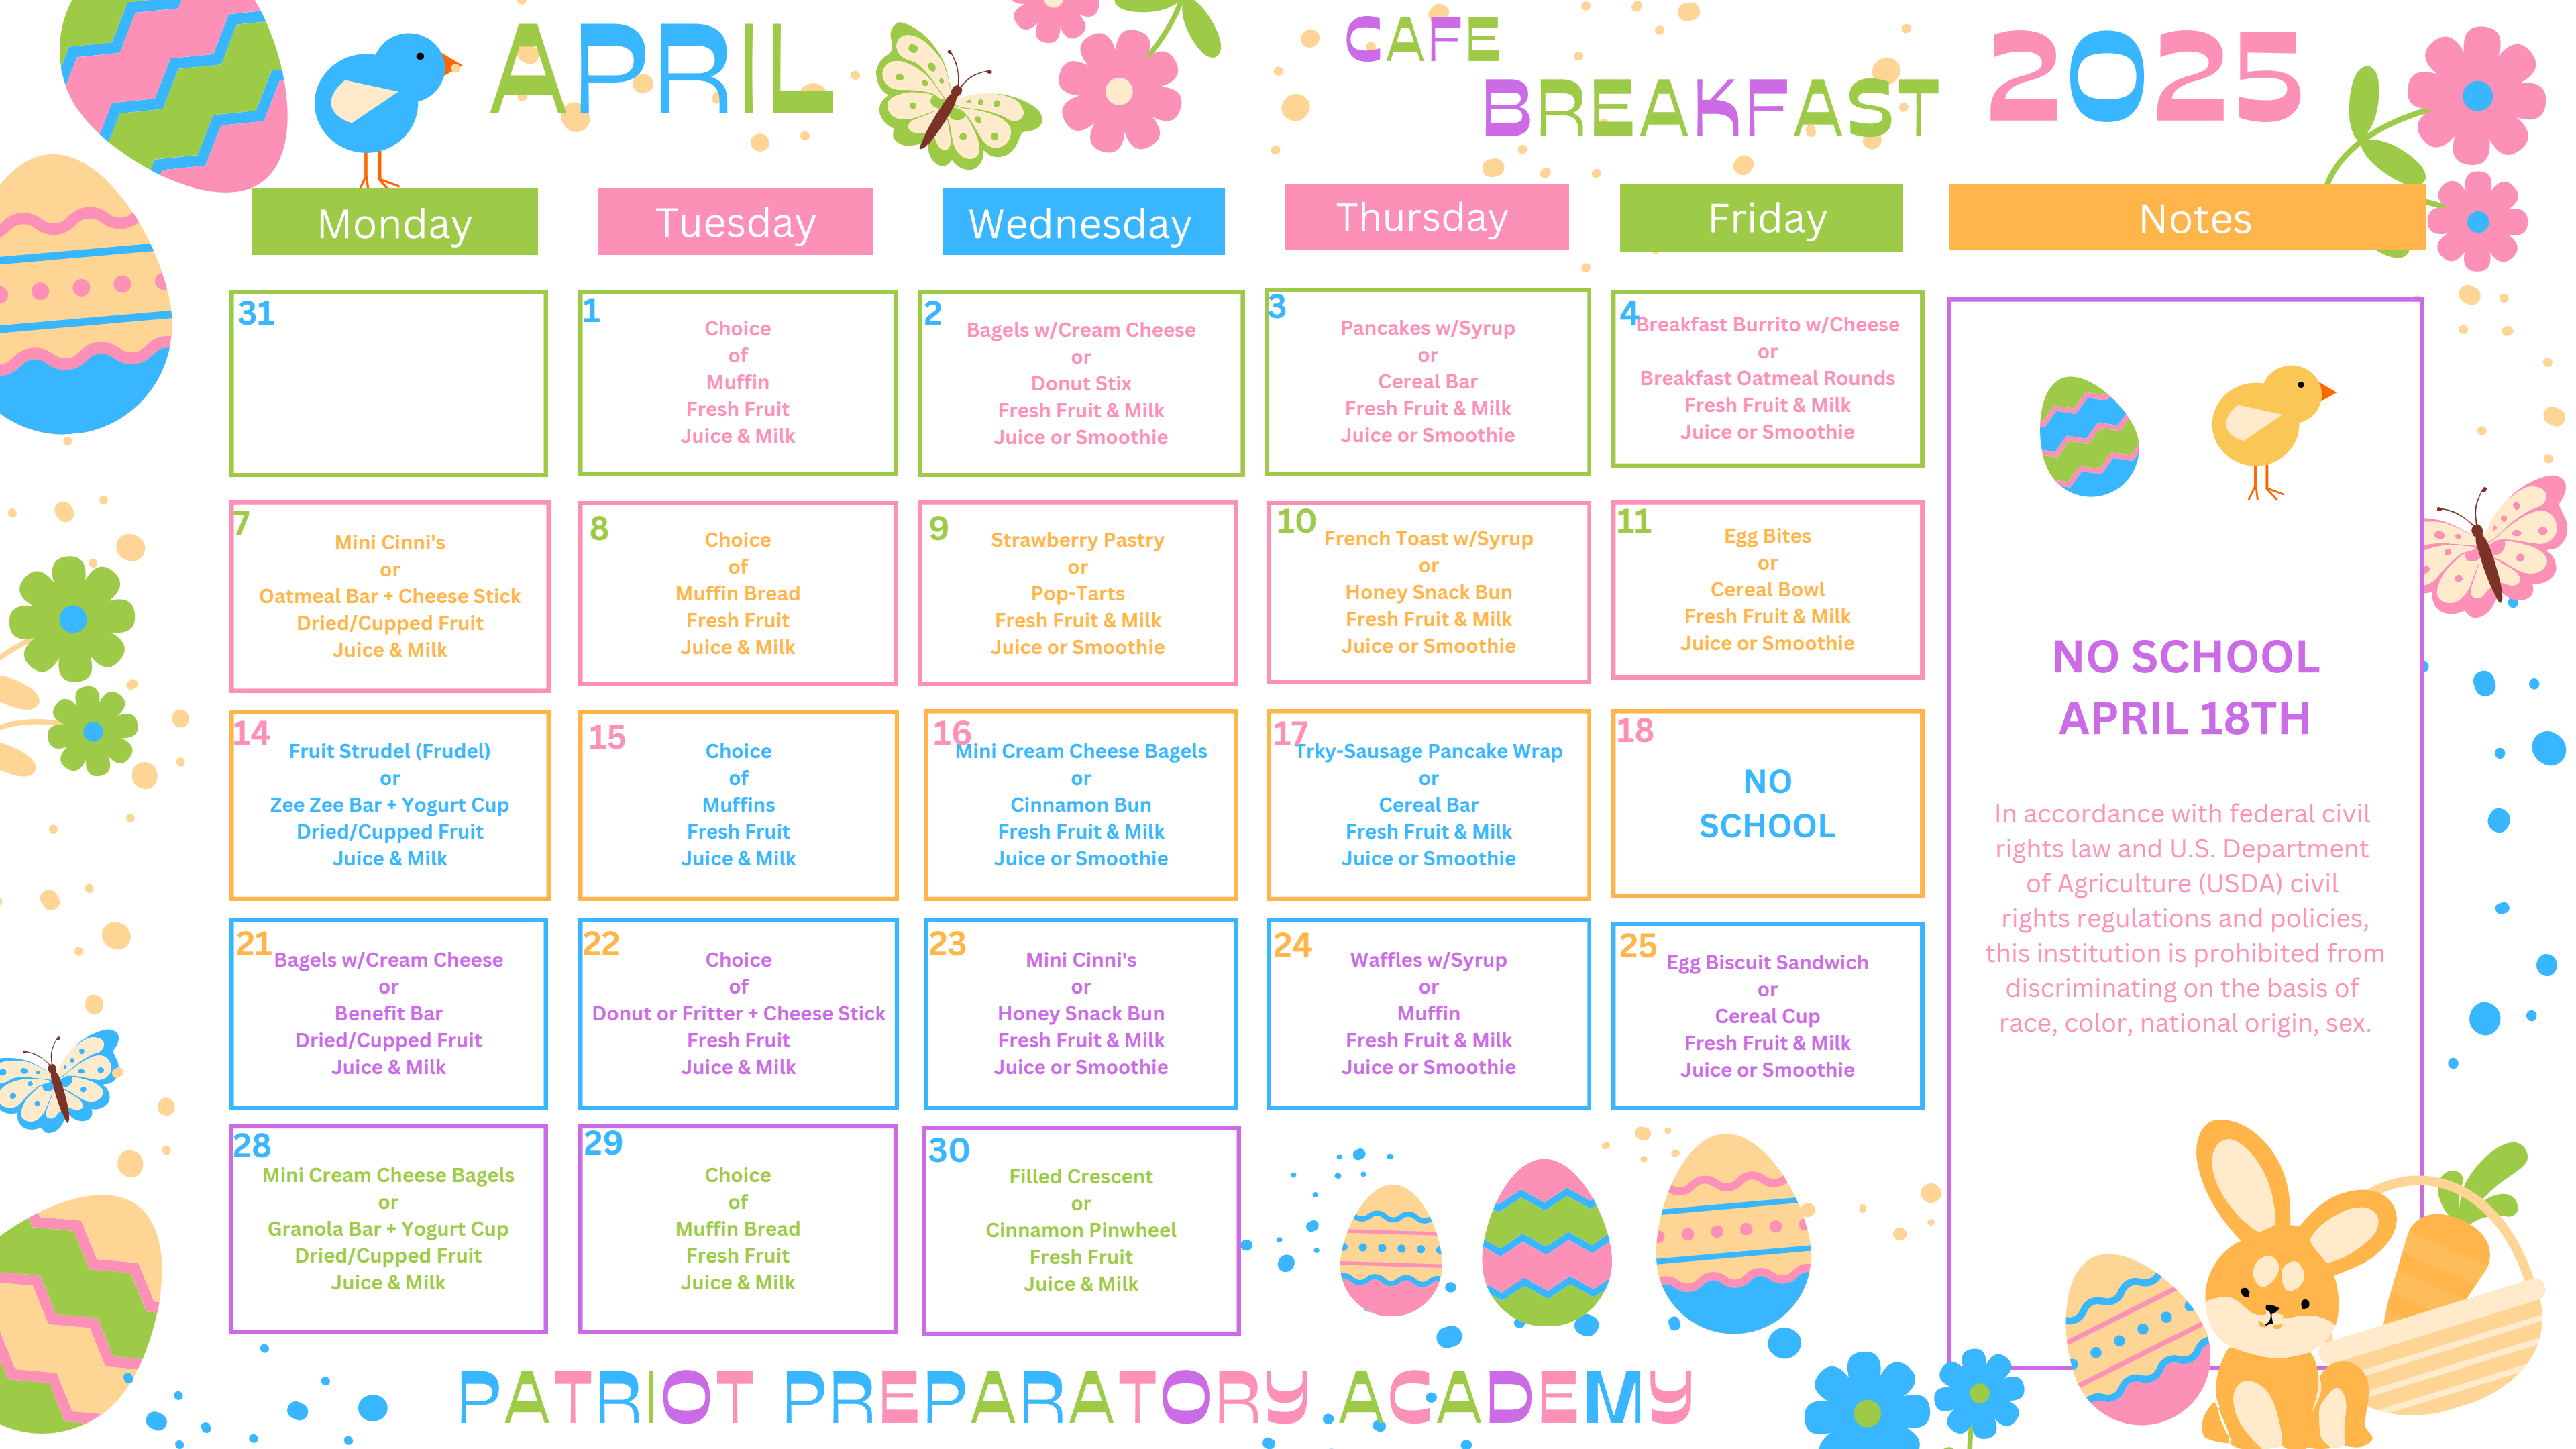 APRIL
CAFE
BREAKFAST
2025
Monday
Tuesday
Wednesday
Thursday
Friday
Notes
31
1
Choice
of
Muffin
Fresh Fruit
Juice & Milk
2
Bagels w/Cream Cheese
or
Donut Stix
Fresh Fruit & Milk
Juice or Smoothie
3
Pancakes w/Syrup
or
Cereal Bar
Fresh Fruit & Milk
Juice or Smoothie
4
Breakfast Burrito w/Cheese
or
Breakfast Oatmeal Rounds
Fresh Fruit & Milk
Juice or Smoothie
7
Mini Cinni's
or
Oatmeal Bar + Cheese Stick
Dried/Cupped Fruit
Juice & Milk
8
Choice
of
Muffin Bread
Fresh Fruit
Juice & Milk
9
Strawberry Pastry
or
Pop-Tarts
Fresh Fruit & Milk
Juice or Smoothie
10
French Toast w/Syrup
or
Honey Snack Bun
Fresh Fruit & Milk
Juice or Smoothie
11
Egg Bites
or
Cereal Bowl
Fresh Fruit & Milk
Juice or Smoothie
14
Fruit Strudel (Frudel)
or
Zee Zee Bar + Yogurt Cup
Dried/Cupped Fruit
Juice & Milk
15
Choice
of
Muffins
Fresh Fruit
Juice & Milk
16
Mini Cream Cheese Bagels
or
Cinnamon Bun
Fresh Fruit & Milk
Juice or Smoothie
17
Trky-Sausage Pancake Wrap
or
Cereal Bar
Fresh Fruit & Milk
Juice or Smoothie
18
NO
SCHOOL
21
Bagels w/Cream Cheese
or
Benefit Bar
Dried/Cupped Fruit
Juice & Milk
22
Choice
of
Donut or Fritter + Cheese Stick
Fresh Fruit
Juice & Milk
23
Mini Cinni's
or
Honey Snack Bun
Fresh Fruit & Milk
Juice or Smoothie
24
Waffles w/Syrup
or
Muffin
Fresh Fruit & Milk
Juice or Smoothie
25
Egg Biscuit Sandwich
or
Cereal Cup
Fresh Fruit & Milk
Juice or Smoothie
28
Mini Cream Cheese Bagels
or
Granola Bar + Yogurt Cup
Dried/Cupped Fruit
Juice & Milk
29
Choice
of
Muffin Bread
Fresh Fruit
Juice & Milk
30
Filled Crescent
or
Cinnamon Pinwheel
Fresh Fruit
Juice & Milk
NO SCHOOL
APRIL 18TH
In accordance with federal civil
rights law and U.S. Department
of Agriculture (USDA) civil
rights regulations and policies,
this institution is prohibited from
discriminating on the basis of
race, color, national origin, sex.
PATRIOT PREPARATORY ACADEMY